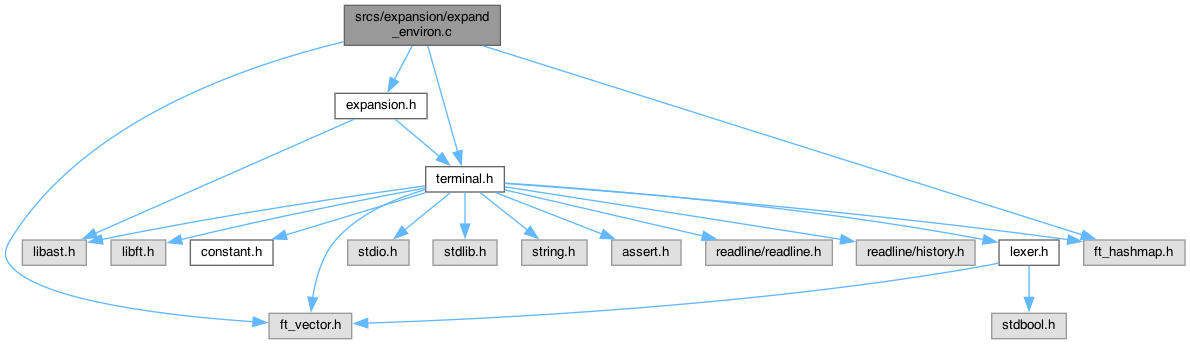 srcs/expansion/expand
_environ.c
expansion.h
terminal.h
libast.h
libft.h
constant.h
stdio.h
stdlib.h
string.h
assert.h
readline/readline.h
readline/history.h
lexer.h
ft_hashmap.h
ft_vector.h
stdbool.h